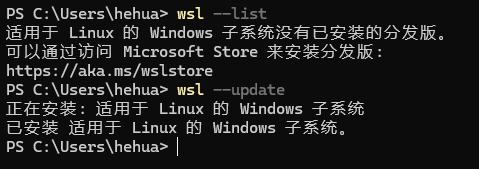 PS C:\Users\hehua> wsl --list
适用于 Linux 的 Windows 子系统没有已安装的分发版。
可以通过访问 Microsoft Store 来安装分发版:
https://aka.ms/wslstore
PS C:\Users\hehua> wsl --update
正在安装: 适用于 Linux 的 Windows 子系统
已安装 适用于 Linux 的 Windows 子系统。
PS C:\Users\hehua>